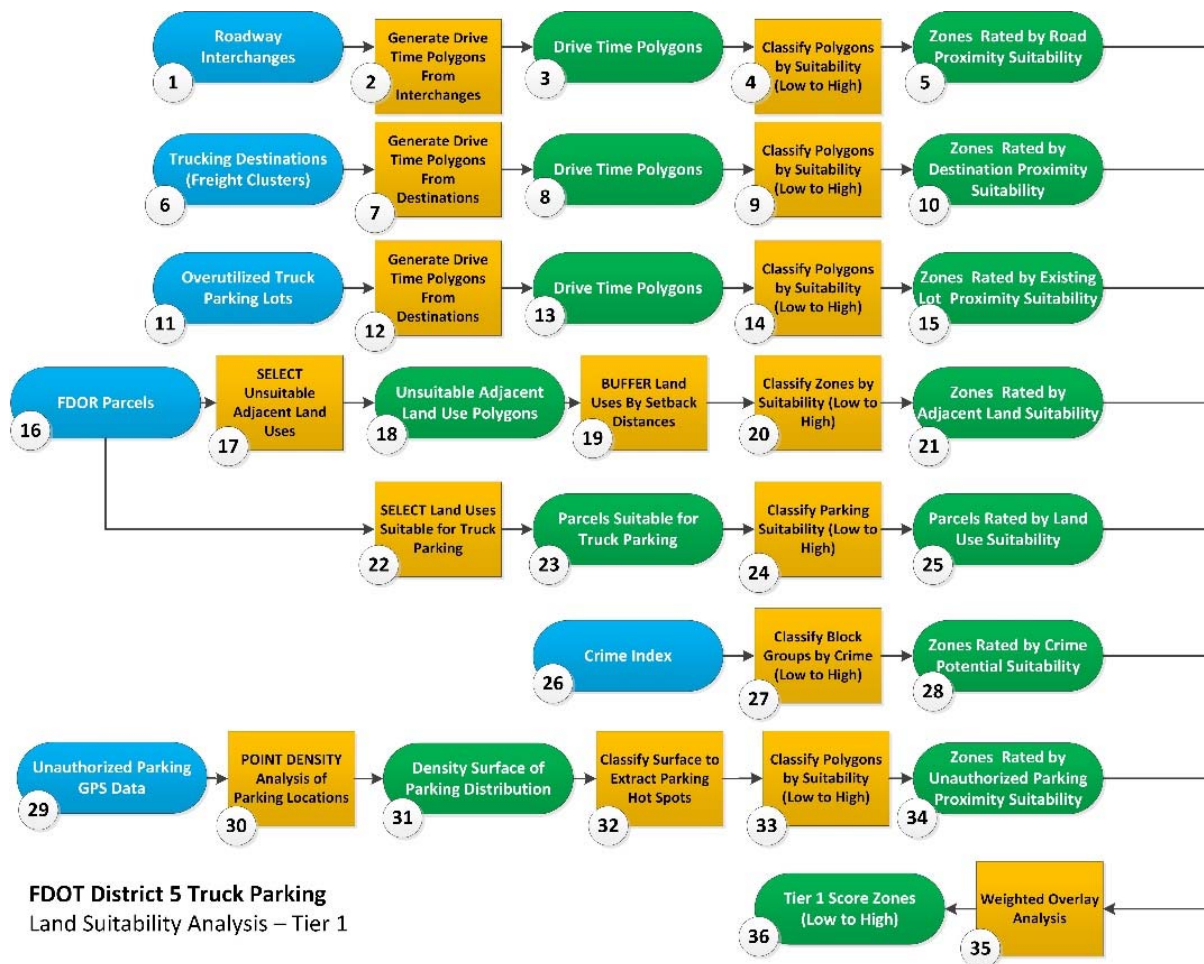 Roadway
Interchanges
1
Generate Drive
Time Polygons
From
Interchanges
2
Drive Time Polygons
3
Classify Polygons
by Suitability
(Low to High)
4
Zones Rated by Road
Proximity Suitability
5
Trucking Destinations
(Freight Clusters)
6
Generate Drive
Time Polygons
From
Destinations
7
Drive Time Polygons
8
Classify Polygons
by Suitability
(Low to High)
9
Zones Rated by
Destination Proximity
Suitability
10
Overutilized Truck
Parking Lots
11
Generate Drive
Time Polygons
From
Destinations
12
Drive Time Polygons
13
Classify Polygons
by Suitability
(Low to High)
14
Zones Rated by Existing
Lot Proximity Suitability
15
FDOR Parcels
16
SELECT
Unsuitable
Adjacent Land
Uses
17
Unsuitable Adjacent
Land Use Polygons
18
BUFFER Land
Uses By Setback
Distances
19
Classify Zones by
Suitability (Low to
High)
20
Zones Rated by
Adjacent Land Suitability
21
SELECT Land Uses
Suitable for Truck
Parking
22
Parcels Suitable for
Truck Parking
23
Classify Parking
Suitability (Low to
High)
24
Parcels Rated by Land
Use Suitability
25
Crime Index
26
Classify Block
Groups by Crime
(Low to High)
27
Zones Rated by Crime
Potential Suitability
28
Unauthorized Parking
GPS Data
29
POINT DENSITY
Analysis of
Parking Locations
30
Density Surface of
Parking Distribution
31
Classify Surface to
Extract Parking
Hot Spots
32
Classify Polygons
by Suitability
(Low to High)
33
Zones Rated by
Unauthorized Parking
Proximity Suitability
34
FDOT District 5 Truck Parking
Land Suitability Analysis – Tier 1
Tier 1 Score Zones
(Low to High)
36
Weighted Overlay
Analysis
35